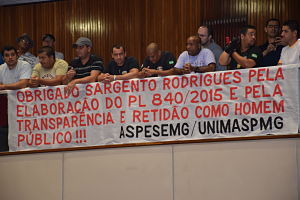 OBRIGADO SARGENTO RODRIGUES PELA
ELABORAÇÃO DO PL 840/2015 E PELA
TRANSPARÊNCIA E RETIDÃO COMO HOMEM
PÚBLICO !!! ASPESEMG/UNIMASPMG